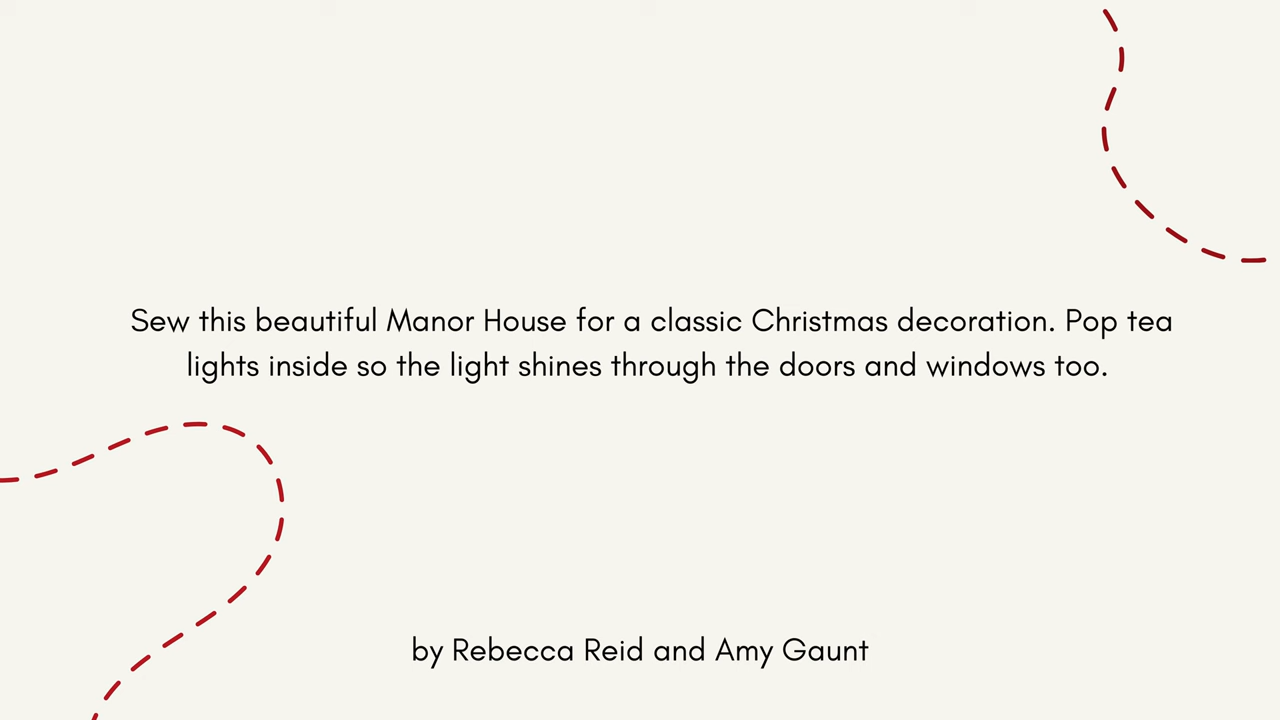 Sew this beautiful Manor House for a classic Christmas decoration. Pop tea
lights inside so the light shines through the doors and windows too.
by Rebecca Reid and Amy Gaunt